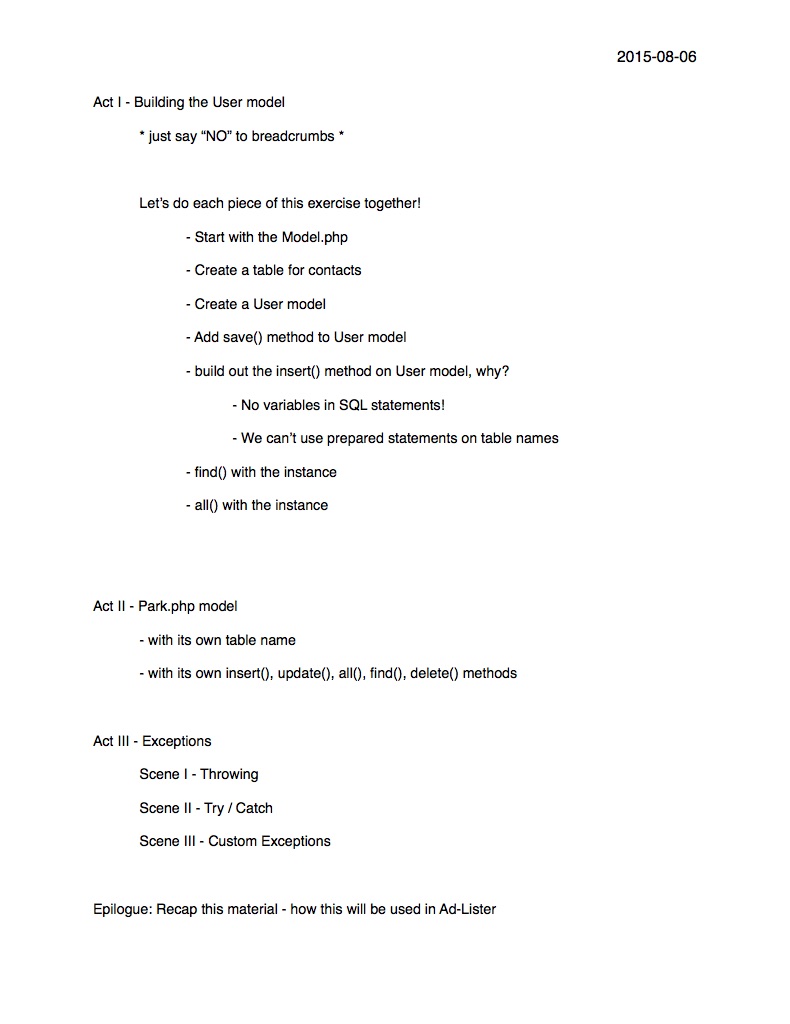 2015-08-06
Act I - Building the User model
* just say “NO” to breadcrumbs *
Let’s do each piece of this exercise together!
- Start with the Model.php
- Create a table for contacts
- Create a User model
- Add save() method to User model
- build out the insert() method on User model, why?
- No variables in SQL statements!
- We can’t use prepared statements on table names
- find() with the instance
- all() with the instance
Act II - Park.php model
- with its own table name
- with its own insert(), update(), all(), find(), delete() methods
Act III - Exceptions
Scene I - Throwing
Scene II - Try / Catch
Scene III - Custom Exceptions
Epilogue: Recap this material - how this will be used in Ad-Lister